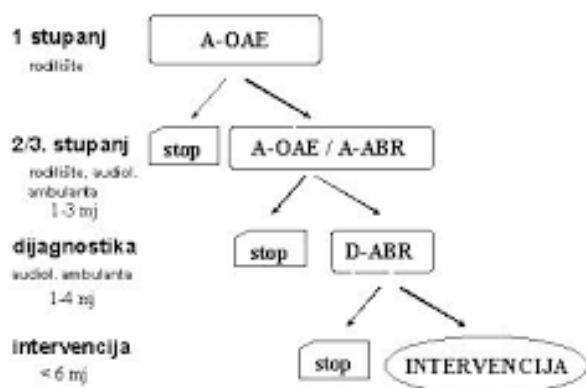 1 stupanj
rodilište
A-OAE
2/3. stupanj
rodilište, audiol.
ambulanta
1-3 mj
stop
A-OAE / A-ABR
dijagnostika
audiol. ambulanta
1-4 mj
stop
D-ABR
intervencija
< 6 mj
stop
INTERVENCIJA